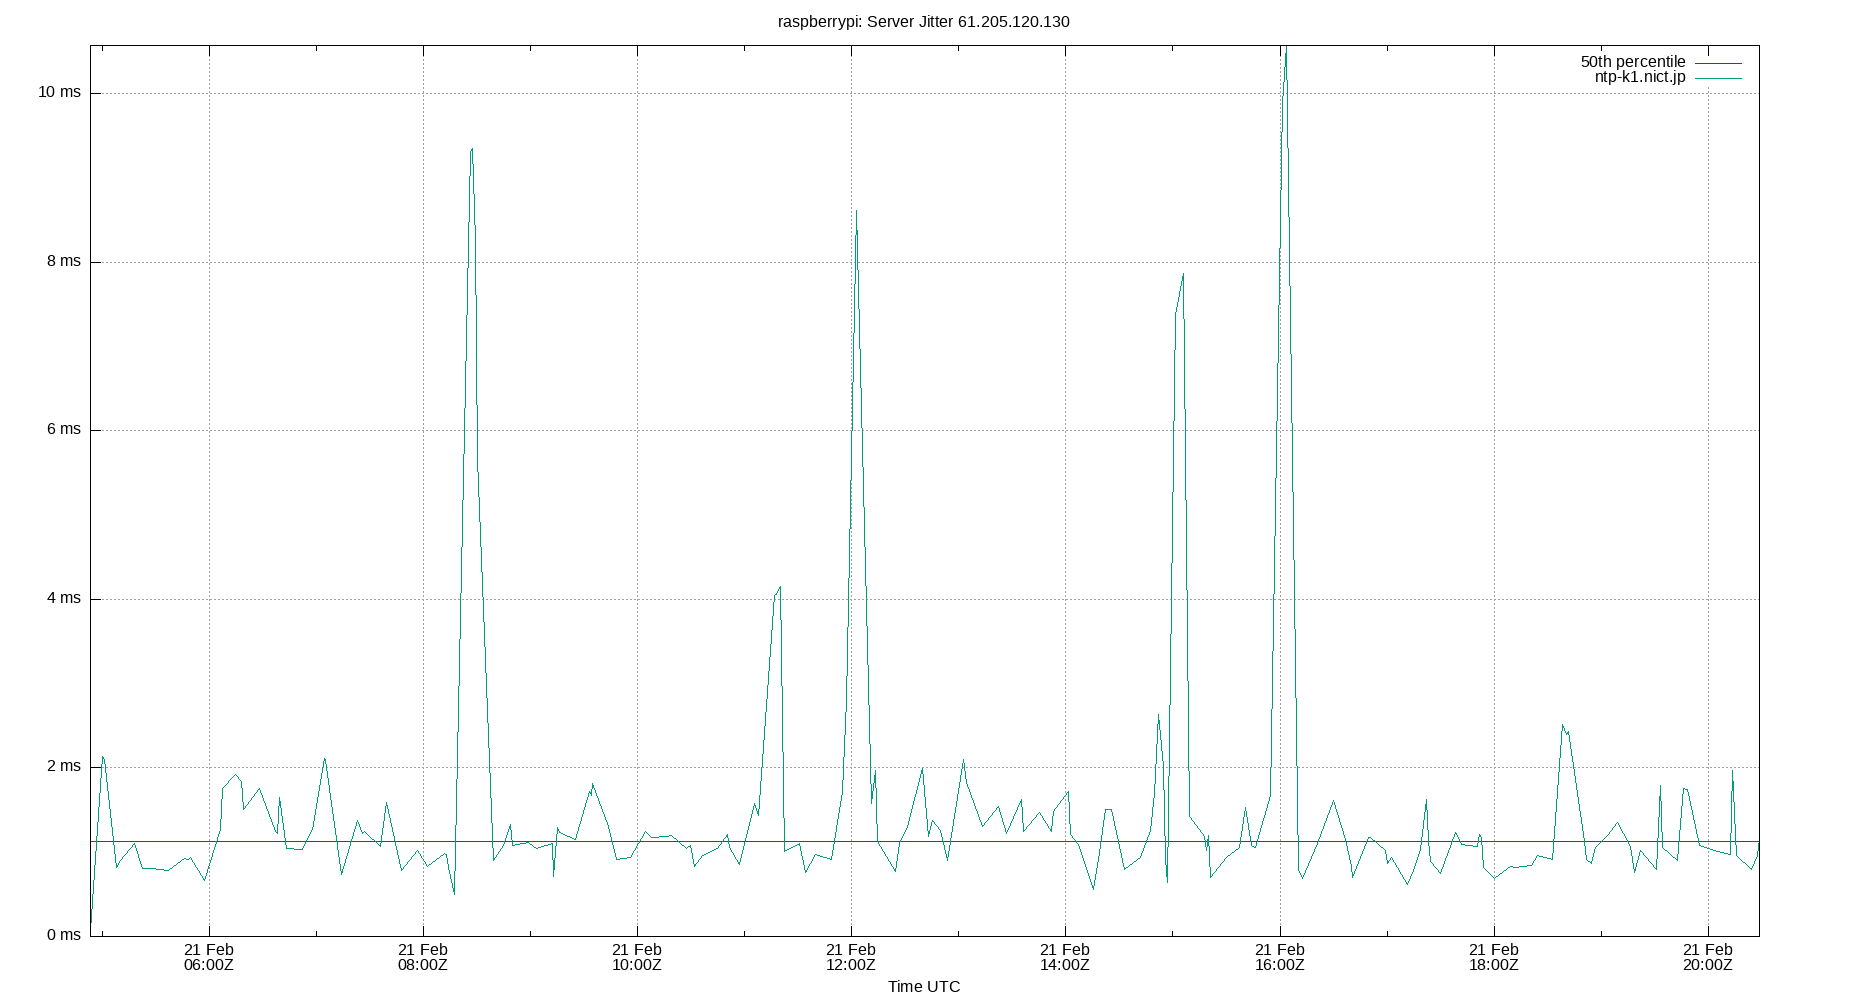 raspberrypi: Server Jitter 61.205.120.130
50th percentile
ntp-k1.nict.jp
10 ms
8 ms
6 ms
4 ms
2 ms
0 ms
21 Feb 21 Feb 21 Feb 21 Feb 21 Feb 21 Feb 21 Feb 21 Feb
06:00Z 08:00Z 10:00Z 12:00Z 14:00Z 16:00Z 18:00Z 20:00Z
Time UTC